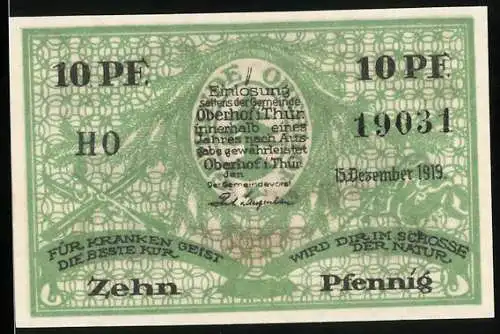 10 PF.
10 PF.
Einlösung
seitens der Gemeinde
Oberhof i. Thür.
innerhalb eines
Jahres nach Aus-
gabe gewährleistet
Oberhof i. Thür.
den
Der Gemeindevorst.
HO
19031
15. Dezember 1919.
FÜR KRANKEN GEIST
DIE BESTE KUR
WIRD DIR IM SCHOSSE
DER NATUR.
Zehn
Pfennig